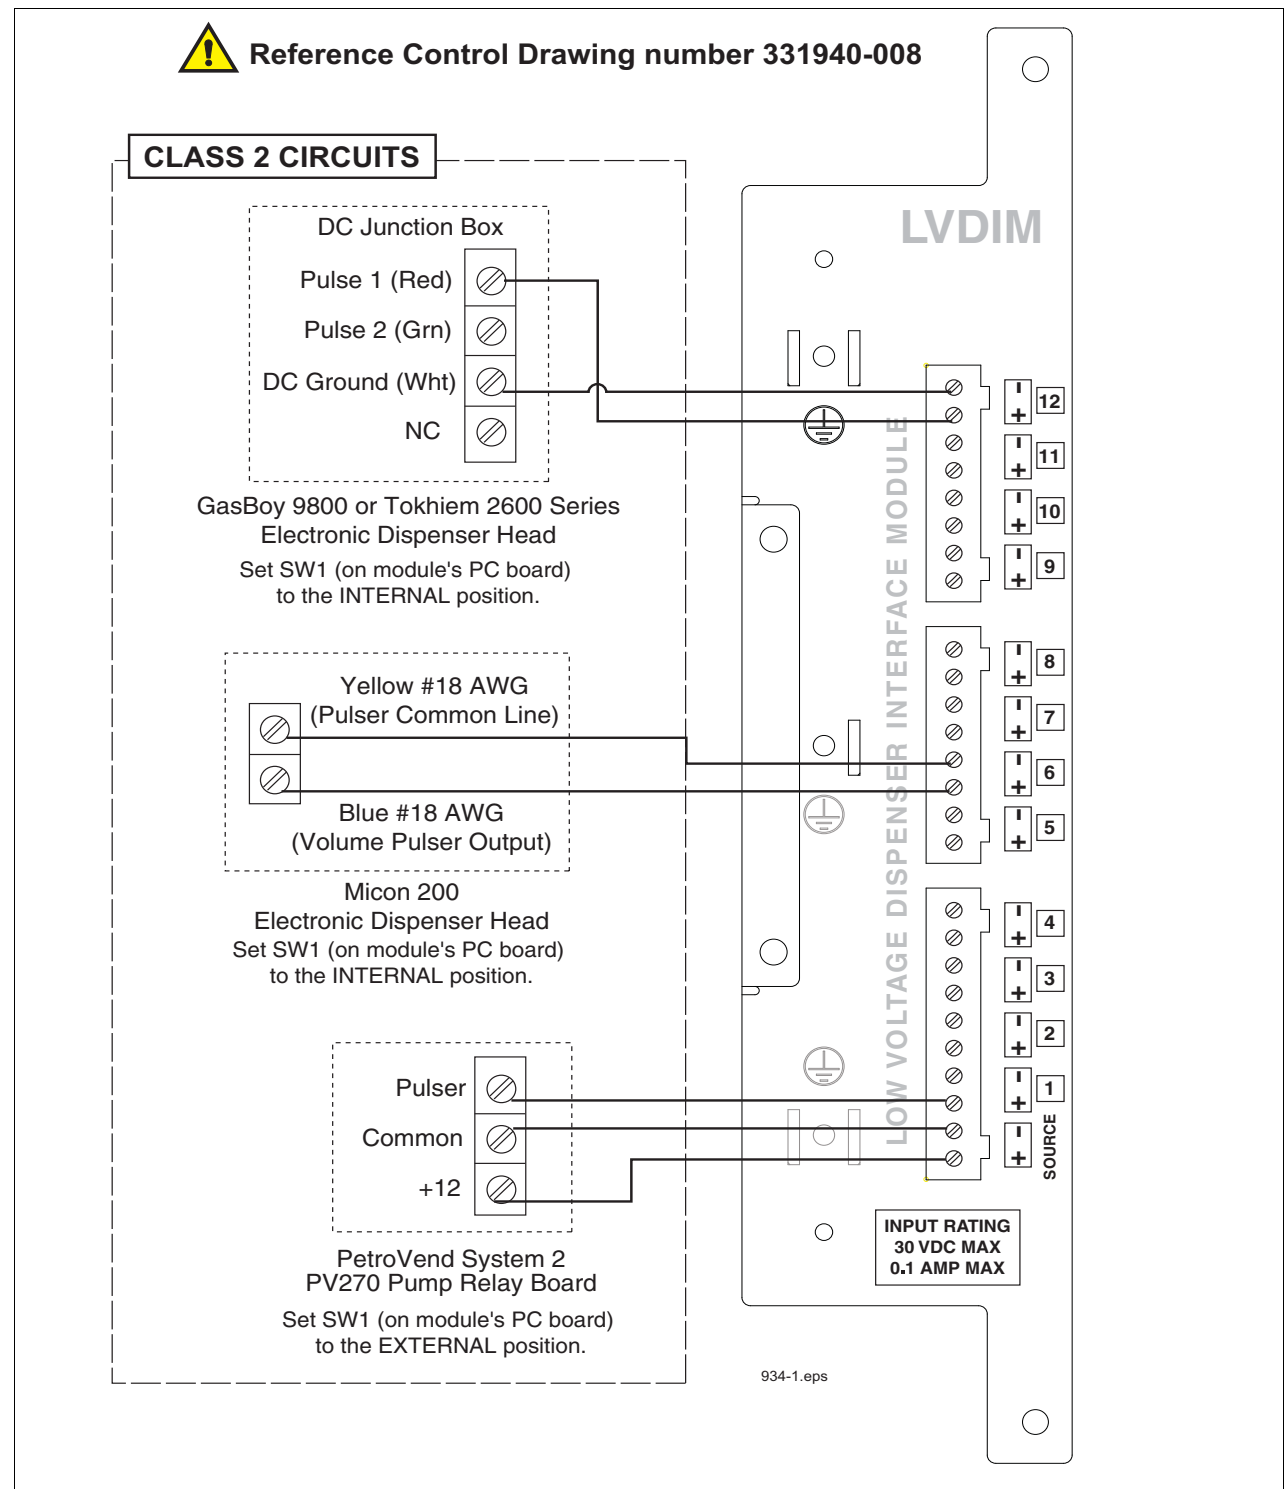 Reference Control Drawing number 331940-008
CLASS 2 CIRCUITS
DC Junction Box
Pulse 1 (Red)
Pulse 2 (Grn)
DC Ground (Wht)
NC
GasBoy 9800 or Tokhiem 2600 Series
Electronic Dispenser Head
Set SW1 (on module's PC board)
to the INTERNAL position.
Yellow #18 AWG
(Pulser Common Line)
Blue #18 AWG
(Volume Pulser Output)
Micon 200
Electronic Dispenser Head
Set SW1 (on module's PC board)
to the INTERNAL position.
Pulser
Common
+12
PetroVend System 2
PV270 Pump Relay Board
Set SW1 (on module's PC board)
to the EXTERNAL position.
LVDIM
LOW VOLTAGE DISPENSER INTERFACE MODULE
- + 12
- + 11
- + 10
- + 9
- + 8
- + 7
- + 6
- + 5
- + 4
- + 3
- + 2
- + 1
- + SOURCE
INPUT RATING
30 VDC MAX
0.1 AMP MAX
934-1.eps